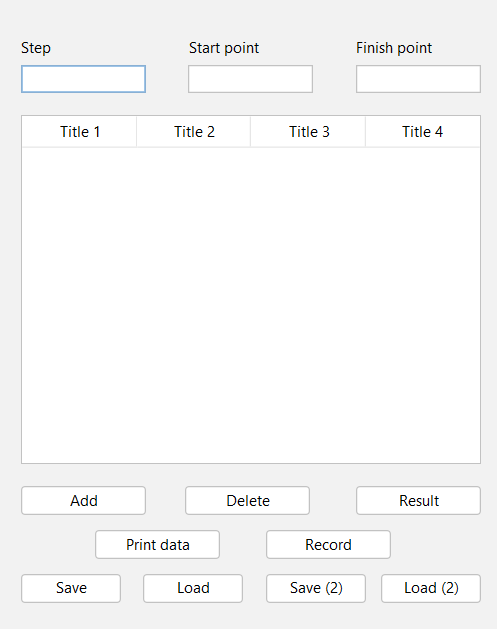 Step Start point Finish point
Title 1 Title 2 Title 3 Title 4
Add Delete Result
Print data Record
Save Load Save (2) Load (2)